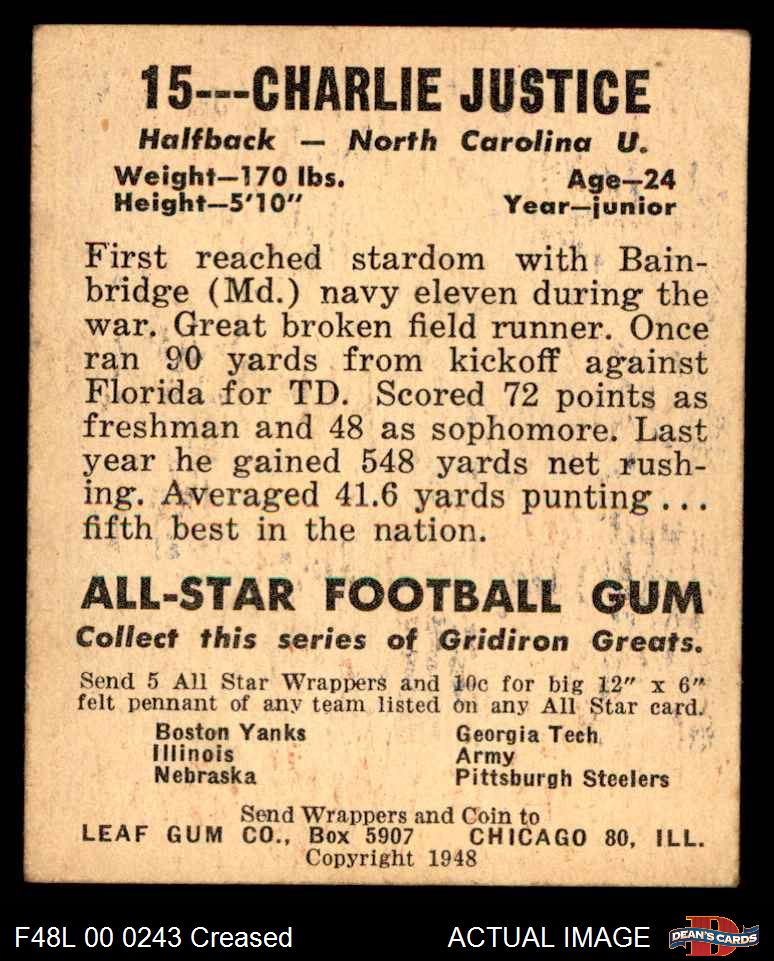 15---CHARLIE JUSTICE
Halfback — North Carolina U.
Weight—170 lbs. Age—24
Height—5'10" Year—junior
First reached stardom with Bain-
bridge (Md.) navy eleven during the
war. Great broken field runner. Once
ran 90 yards from kickoff against
Florida for TD. Scored 72 points as
freshman and 48 as sophomore. Last
year he gained 548 yards net rush-
ing. Averaged 41.6 yards punting...
fifth best in the nation.
ALL-STAR FOOTBALL GUM
Collect this series of Gridiron Greats.
Send 5 All Star Wrappers and 10c for big 12" x 6"
felt pennant of any team listed on any All Star card.
Boston Yanks Georgia Tech
Illinois Army
Nebraska Pittsburgh Steelers
Send Wrappers and Coin to
LEAF GUM CO., Box 5907 CHICAGO 80, ILL.
Copyright 1948
F48L 00 0243 Creased ACTUAL IMAGE DEAN'S CARDS